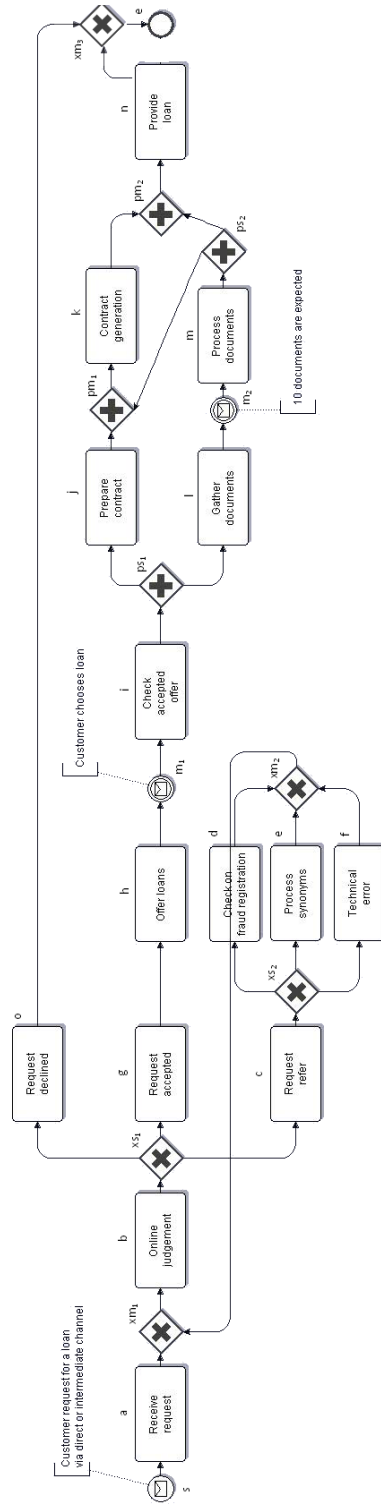 Customer request for a loan
via direct or intermediate channel
s
a
Receive
request
xm1
b
Online
judgement
xs1
o
Request
declined
g
Request
accepted
c
Request
refer
xs2
d
Check on
fraud registration
e
Process
synonyms
f
Technical
error
xm2
h
Offer loans
Customer chooses loan
m1
i
Check
accepted
offer
ps1
j
Prepare
contract
pm1
k
Contract
generation
l
Gather
documents
m2
10 documents are expected
m
Process
documents
ps2
pm2
n
Provide
loan
xm3
e